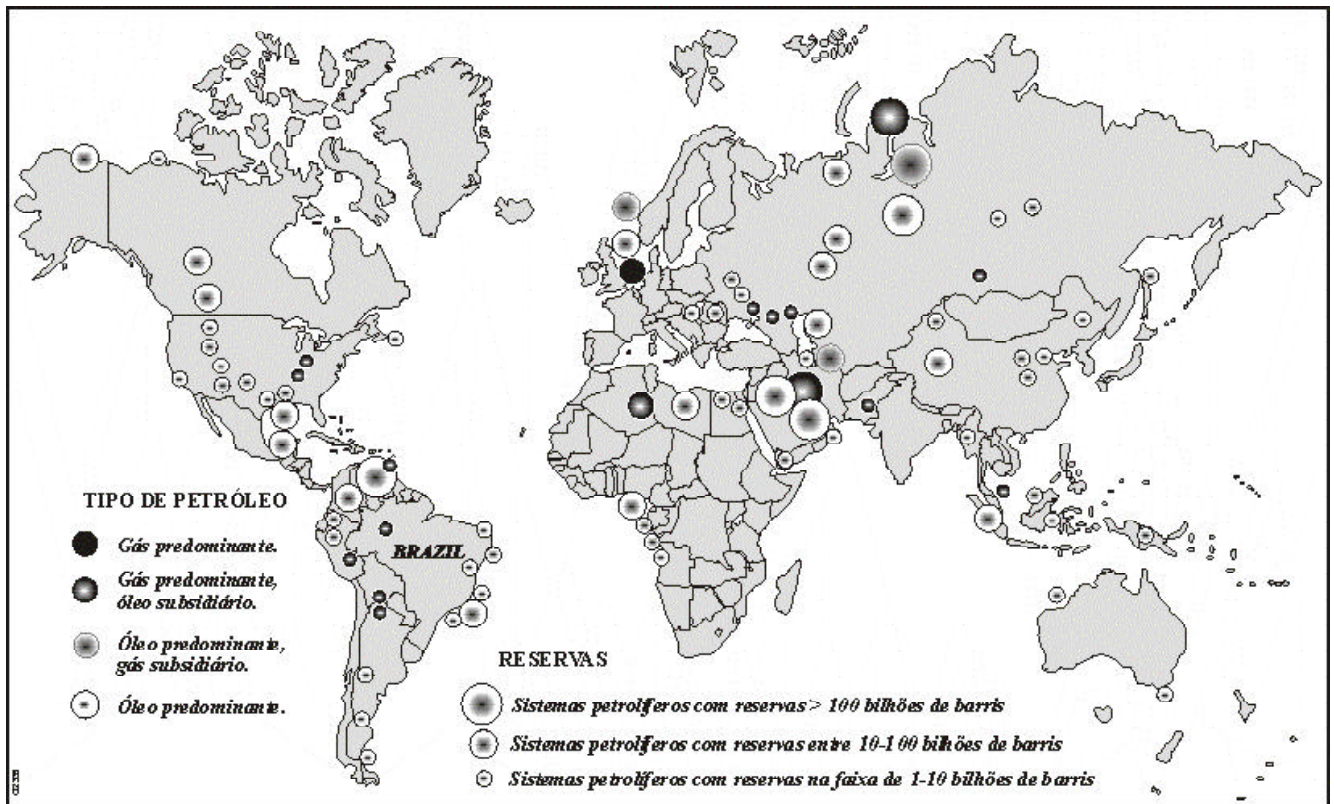 BRAZIL
TIPO DE PETRÓLEO
Gás predominante.
Gás predominante,
óleo subsidiário.
Óleo predominante,
gás subsidiário.
Óleo predominante.
RESERVAS
Sistemas petrolíferos com reservas > 100 bilhões de barris
Sistemas petrolíferos com reservas entre 10-100 bilhões de barris
Sistemas petrolíferos com reservas na faixa de 1-10 bilhões de barris